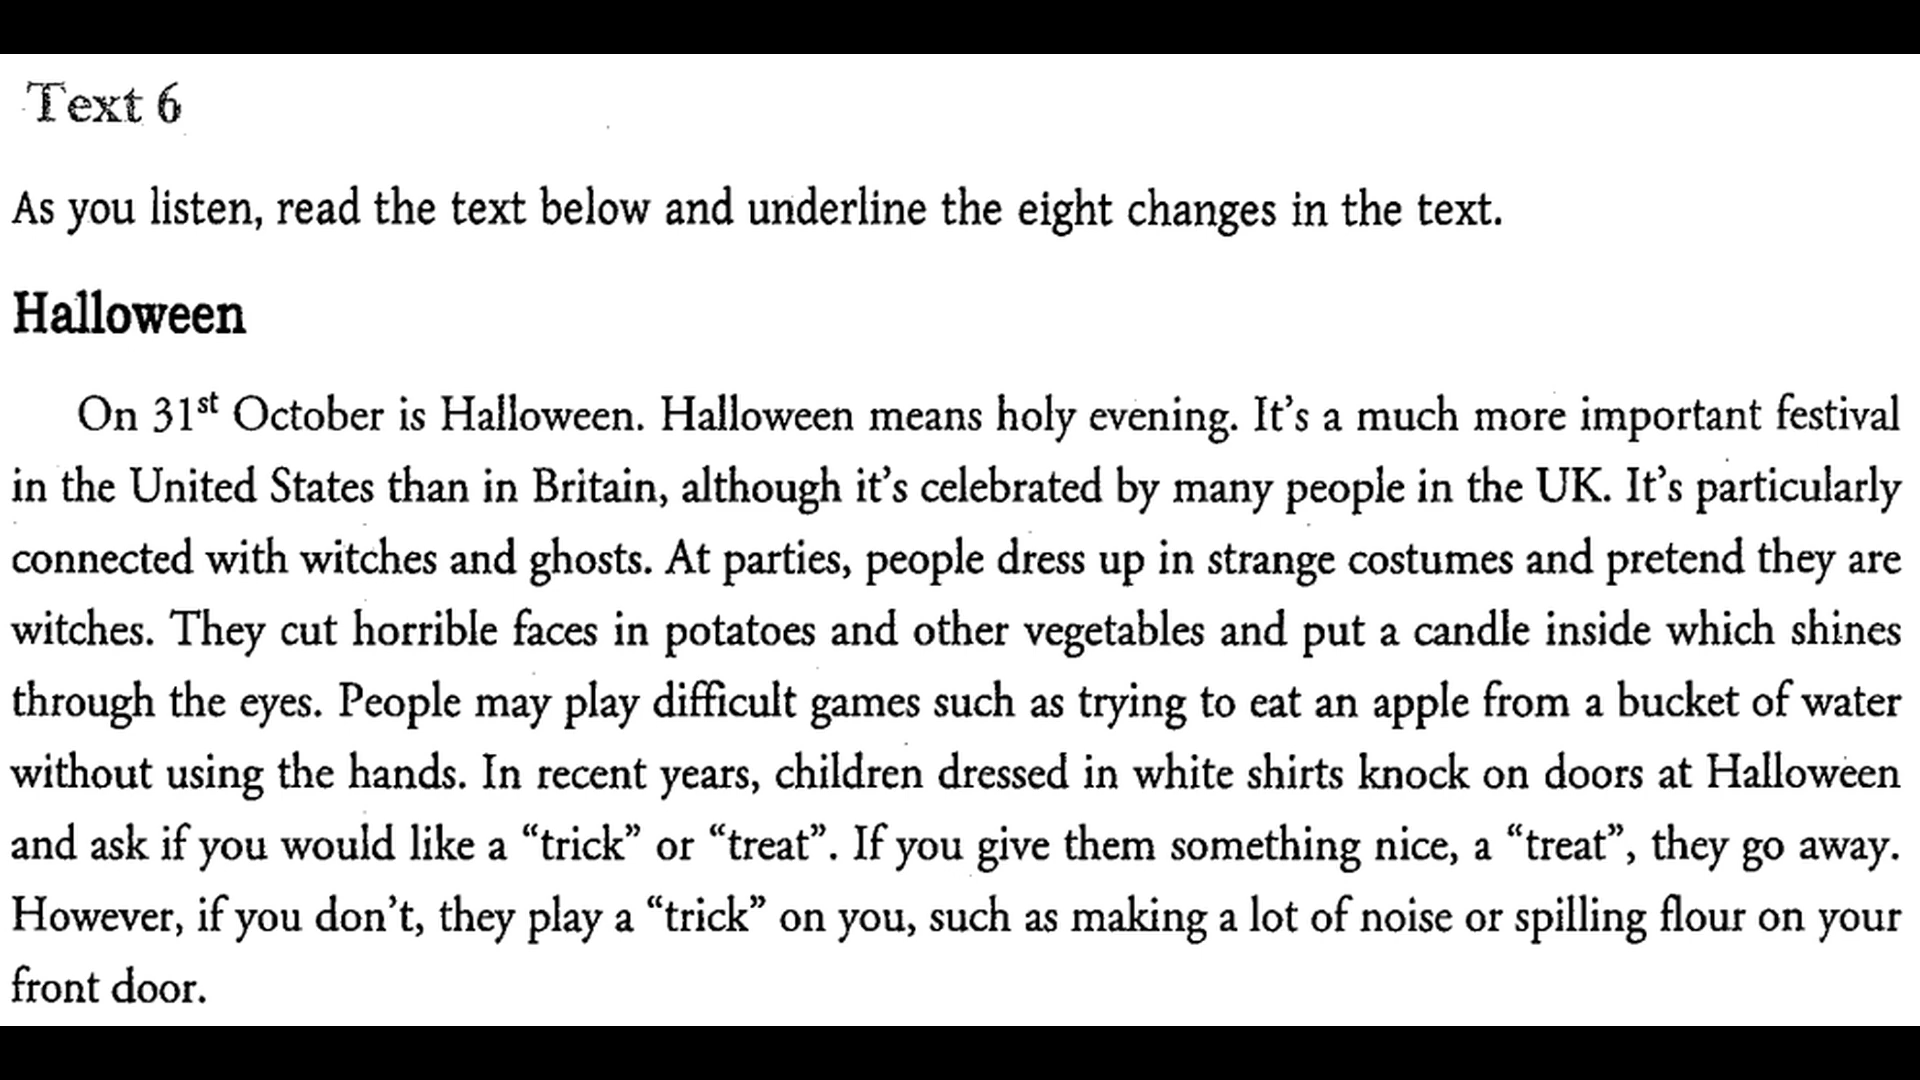 Text 6
As you listen, read the text below and underline the eight changes in the text.
Halloween
On 31st October is Halloween. Halloween means holy evening. It's a much more important festival
in the United States than in Britain, although it's celebrated by many people in the UK. It's particularly
connected with witches and ghosts. At parties, people dress up in strange costumes and pretend they are
witches. They cut horrible faces in potatoes and other vegetables and put a candle inside which shines
through the eyes. People may play difficult games such as trying to eat an apple from a bucket of water
without using the hands. In recent years, children dressed in white shirts knock on doors at Halloween
and ask if you would like a “trick” or “treat”. If you give them something nice, a “treat”, they go away.
However, if you don't, they play a “trick” on you, such as making a lot of noise or spilling flour on your
front door.